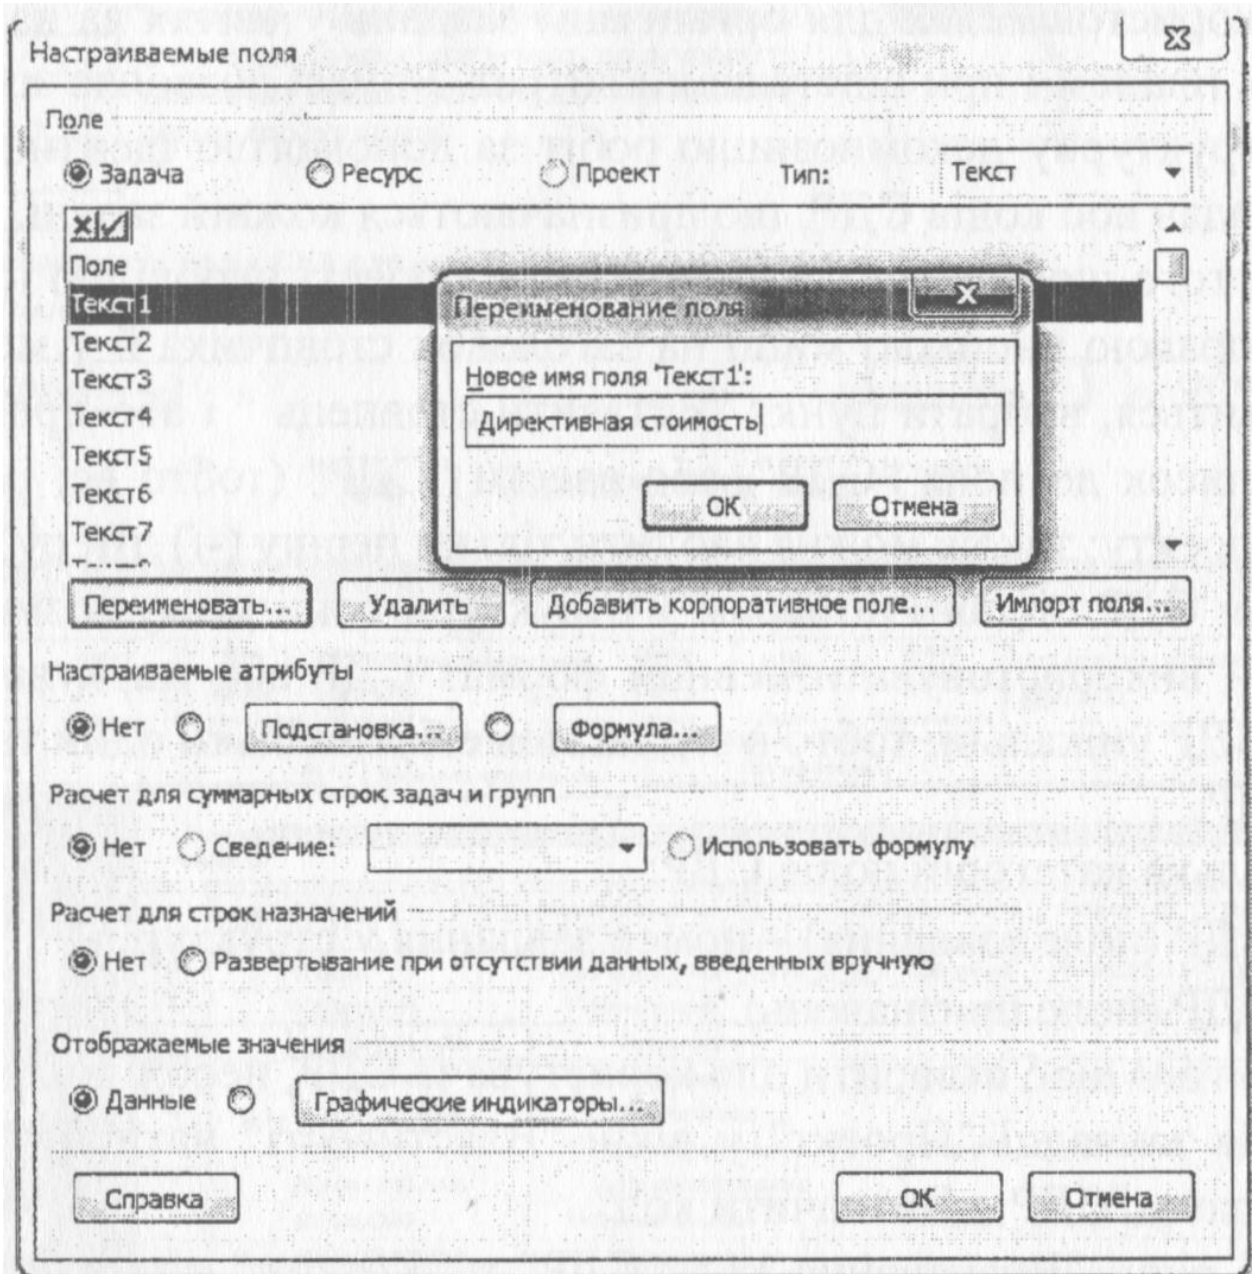 Настраиваемые поля
Поле
Задача Ресурс Проект Тип: Текст
Поле
Текст1
Текст2
Текст3
Текст4
Текст5
Текст6
Текст7
Переименование поля
Новое имя поля 'Текст1':
Директивная стоимость
ОК Отмена
Переименовать... Удалить Добавить корпоративное поле... Импорт поля...
Настраиваемые атрибуты
Нет Подстановка... Формула...
Расчет для суммарных строк задач и групп
Нет Сведение: Использовать формулу
Расчет для строк назначений
Нет Развертывание при отсутствии данных, введенных вручную
Отображаемые значения
Данные Графические индикаторы...
Справка ОК Отмена